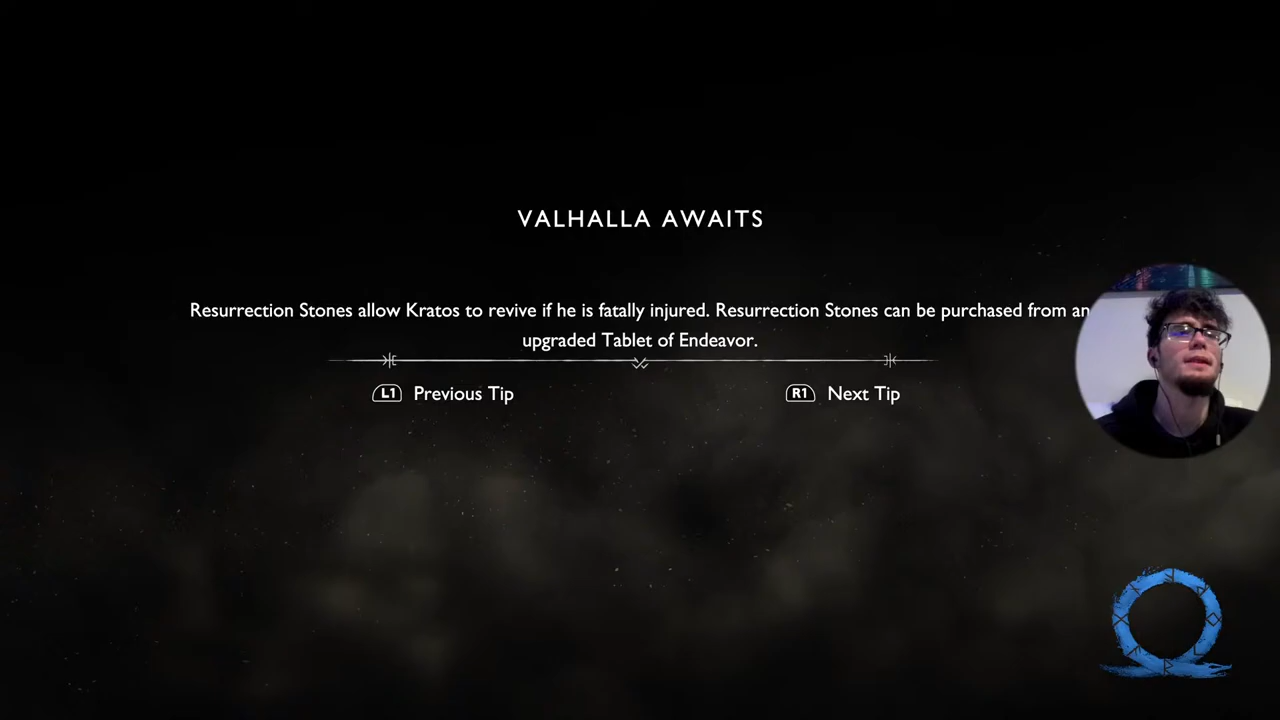 VALHALLA AWAITS
Resurrection Stones allow Kratos to revive if he is fatally injured. Resurrection Stones can be purchased from an
upgraded Tablet of Endeavor.
L1 Previous Tip
R1 Next Tip